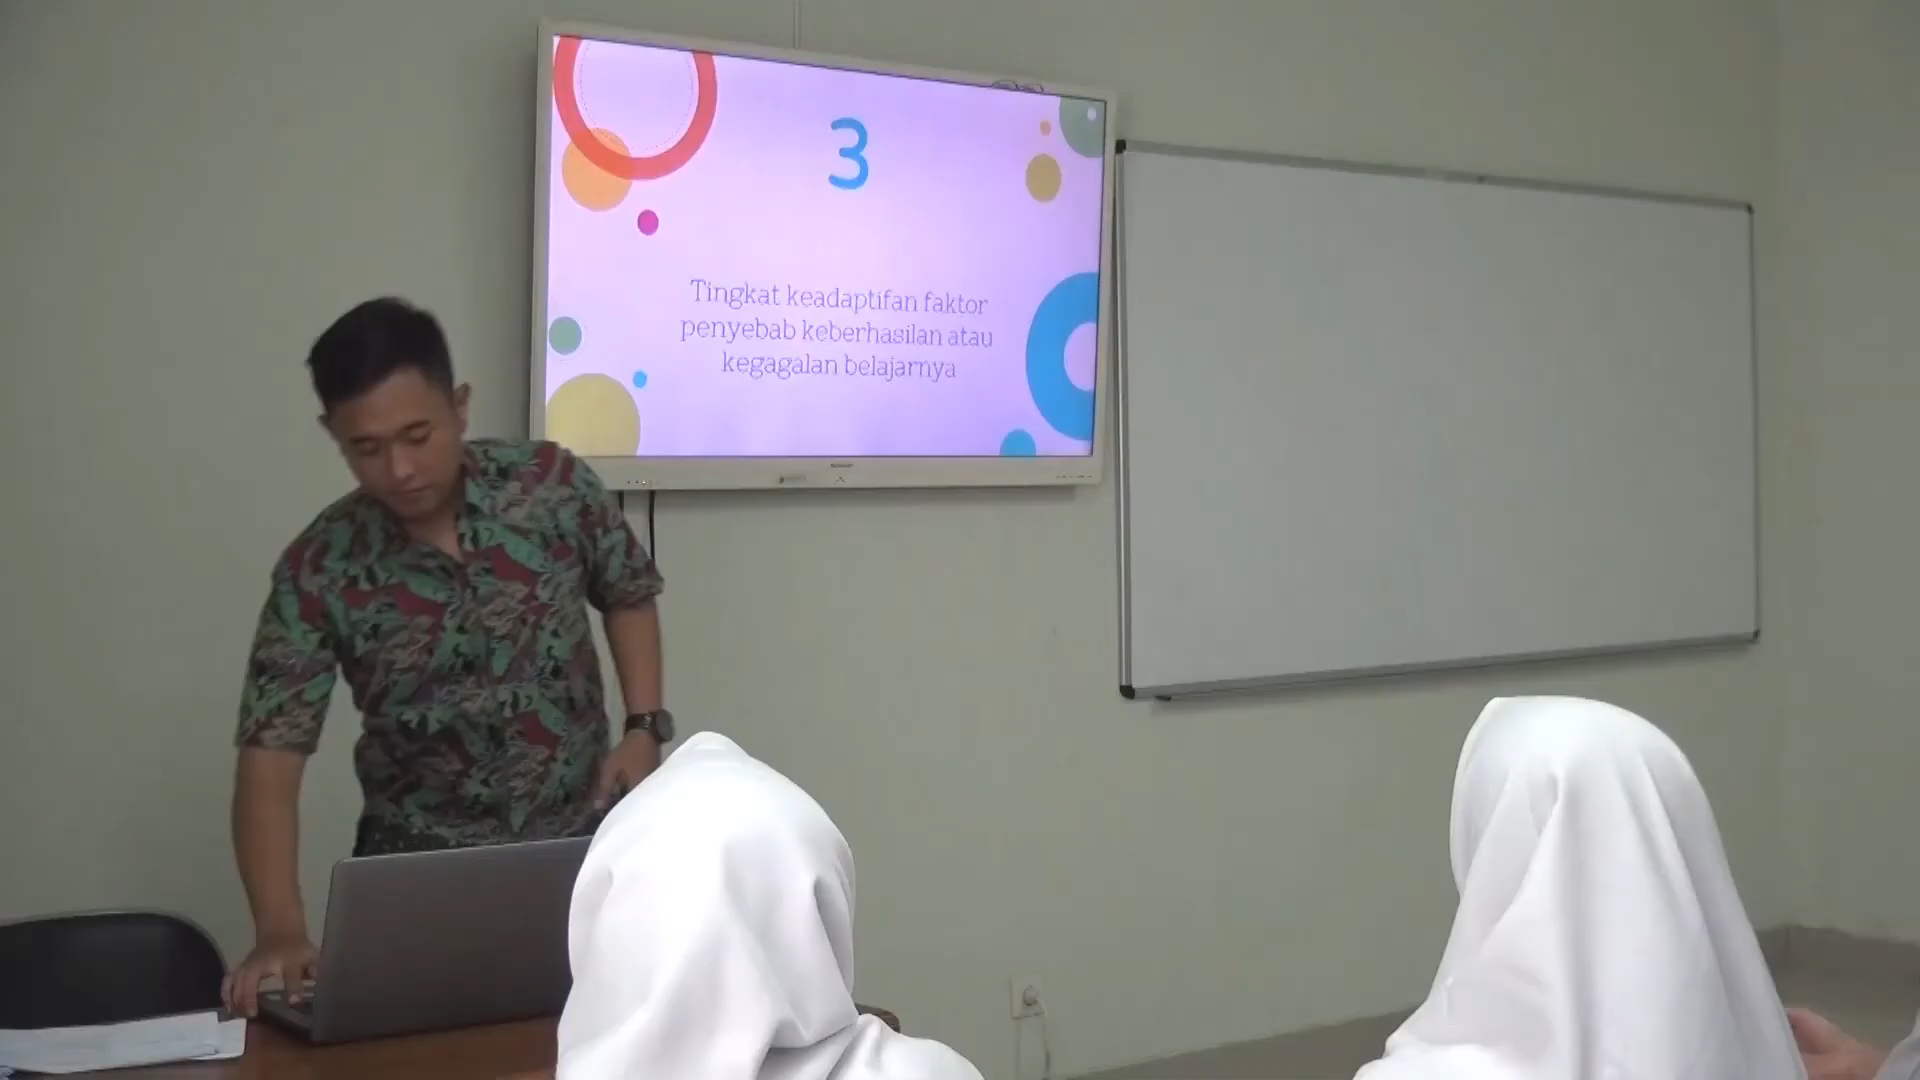 3
Tingkat keadaptifan faktor
penyebab keberhasilan atau
kegagalan belajarnya